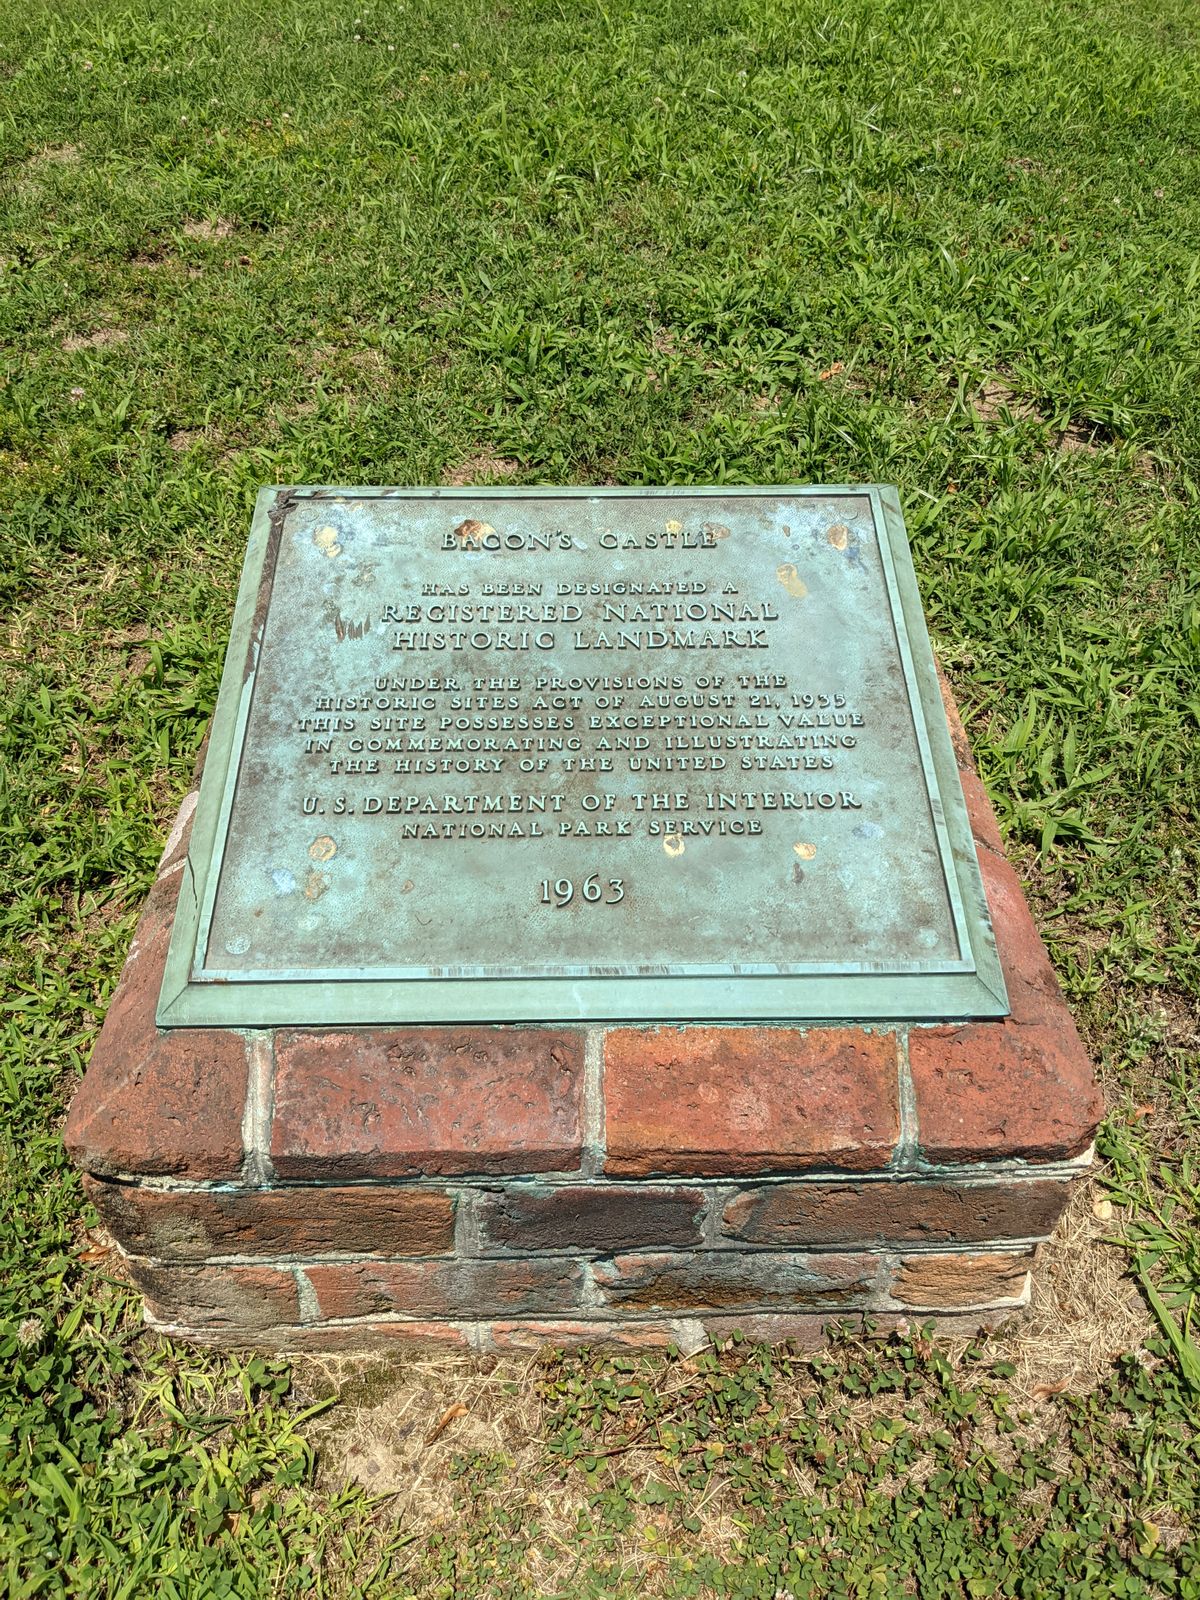 BACON'S CASTLE
HAS BEEN DESIGNATED A
REGISTERED NATIONAL
HISTORIC LANDMARK
UNDER THE PROVISIONS OF THE
HISTORIC SITES ACT OF AUGUST 21, 1935
THIS SITE POSSESSES EXCEPTIONAL VALUE
IN COMMEMORATING AND ILLUSTRATING
THE HISTORY OF THE UNITED STATES
U. S. DEPARTMENT OF THE INTERIOR
NATIONAL PARK SERVICE
1963